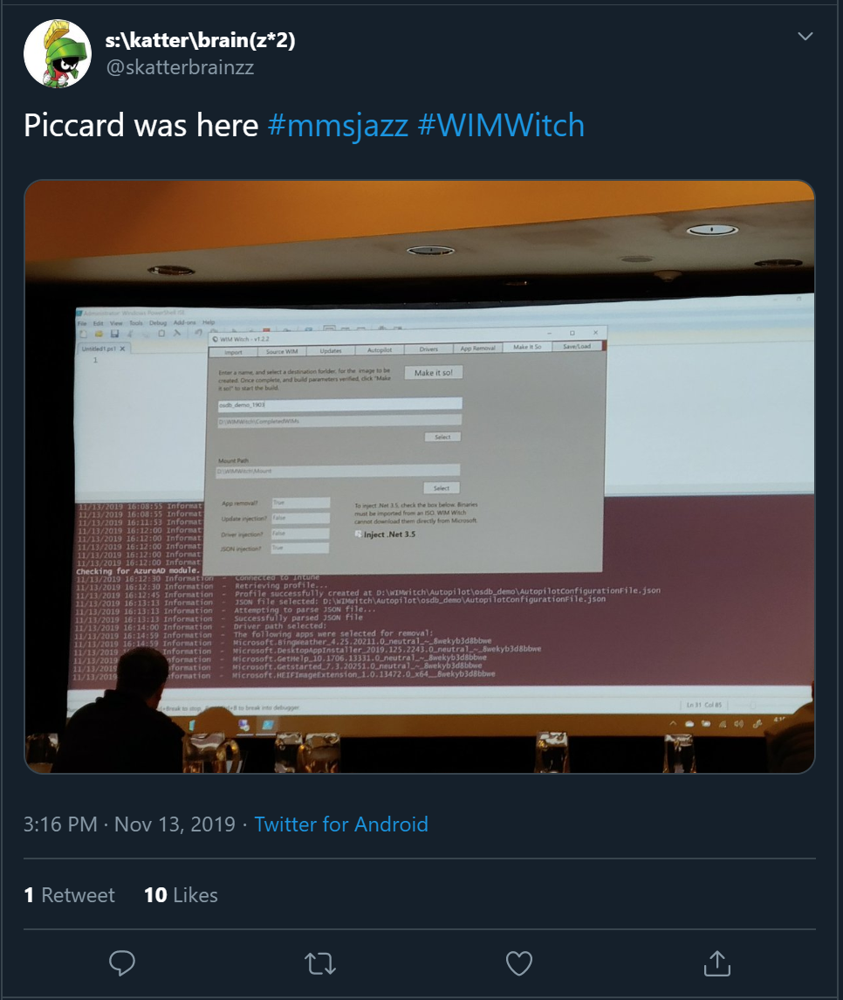 s:\katter\brain(z*2)
@skatterbrainzz
Piccard was here #mmsjazz #WIMWitch
Administrator: Windows PowerShell ISE
File Edit View Tools Debug Add-ons Help
Untitled1.ps1 X
1
WIM Witch - v1.2.2
Import Source WIM Updates Autopilot Drivers App Removal Make It So Save/Load
Enter a name, and select a destination forlder, for the image to be
created. Once complete, and build parameters verified, click "Make
it so!" to start the build.
Make it so!
osdb_demo_1903
D:\WIMWitch\CompletedWIMs
Select
Mount Path
D:\WIMWitch\Mount
Select
App removal? True
Update injection? False
Driver injection? False
JSON injection? True
To inject .Net 3.5, check the box below. Binaries
must be imported from an ISO. WIM Witch
cannot download them directly from Microsoft.
Inject .Net 3.5
11/13/2019 16:08:55 Informat
11/13/2019 16:08:55 Informat
11/13/2019 16:11:53 Informat
11/13/2019 16:12:00 Informat
11/13/2019 16:12:00 Informat
11/13/2019 16:12:00 Informat
11/13/2019 16:12:00 Informat
11/13/2019 16:12:00 Informat
Checking for AzureAD module.
11/13/2019 16:12:30 Information - Connected to Intune
11/13/2019 16:12:30 Information - Retrieving profile...
11/13/2019 16:12:45 Information - Profile successfully created at D:\WIMWitch\Autopilot\osdb_demo\AutopilotConfigurationFile.json
11/13/2019 16:13:13 Information - JSON file selected: D:\WIMWitch\Autopilot\osdb_demo\AutopilotConfigurationFile.json
11/13/2019 16:13:13 Information - Attempting to parse JSON file...
11/13/2019 16:13:13 Information - Successfully parsed JSON file
11/13/2019 16:14:00 Information - Driver path selected:
11/13/2019 16:14:59 Information - The following apps were selected for removal:
11/13/2019 16:14:59 Information - Microsoft.BingWeather_4.25.20211.0_neutral_~_8wekyb3d8bbwe
11/13/2019 formation - Microsoft.DesktopAppInstaller_2019.125.2243.0_neutral_~_8wekyb3d8bbwe
11/13/2019 formation - Microsoft.GetHelp_10.1706.13331.0_neutral_~_8wekyb3d8bbwe
11/13/2019 formation - Microsoft.Getstarted_7.3.20251.0_neutral_~_8wekyb3d8bbwe
11/13/2019 formation - Microsoft.HEIFImageExtension_1.0.13472.0_x64__8wekyb3d8bbwe
to break into debugger.
Ln 31 Col 85
3:16 PM · Nov 13, 2019 · Twitter for Android
1 Retweet 10 Likes